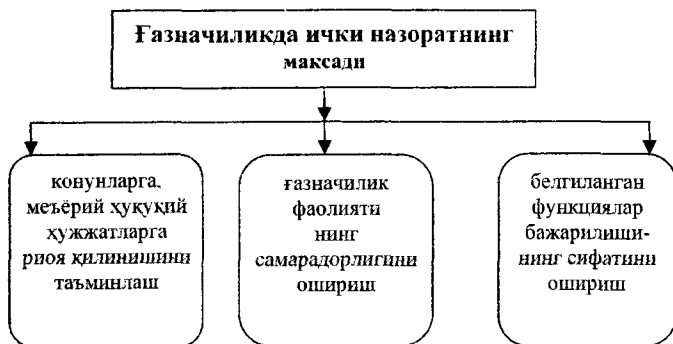 Ғазначиликда ички назоратнинг
мақсади
конунларга,
меъёрий ҳуқуқий
ҳужжатларга
риоя қилинишини
таъминлаш
ғазначилик
фаолияти
нинг
самарадорлигини
ошириш
белгиланган
функциялар
бажарилиши-
нинг сифатини
ошириш